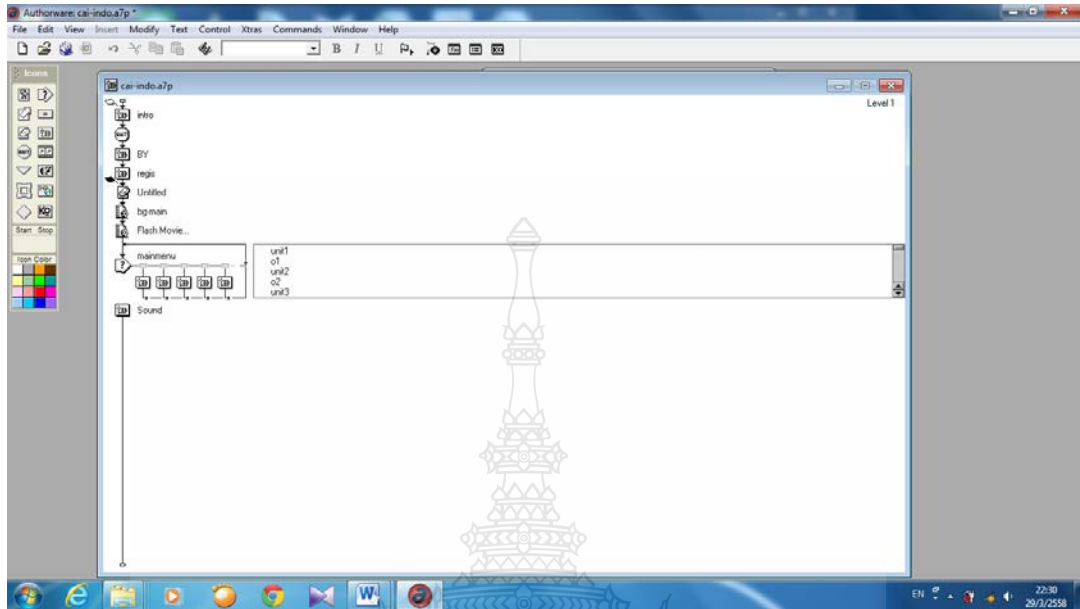 Authorware: cai-indo.a7p *
File Edit View Insert Modify Text Control Xtras Commands Window Help
B I U
Icons
cai-indo.a7p
Level 1
intro
WAIT
BY
regis
Untitled
bg-main
Flash Movie...
mainmenu
unit1
o1
unit2
o2
unit3
Sound
Start Stop
Icon Color
EN
22:30
29/3/2558